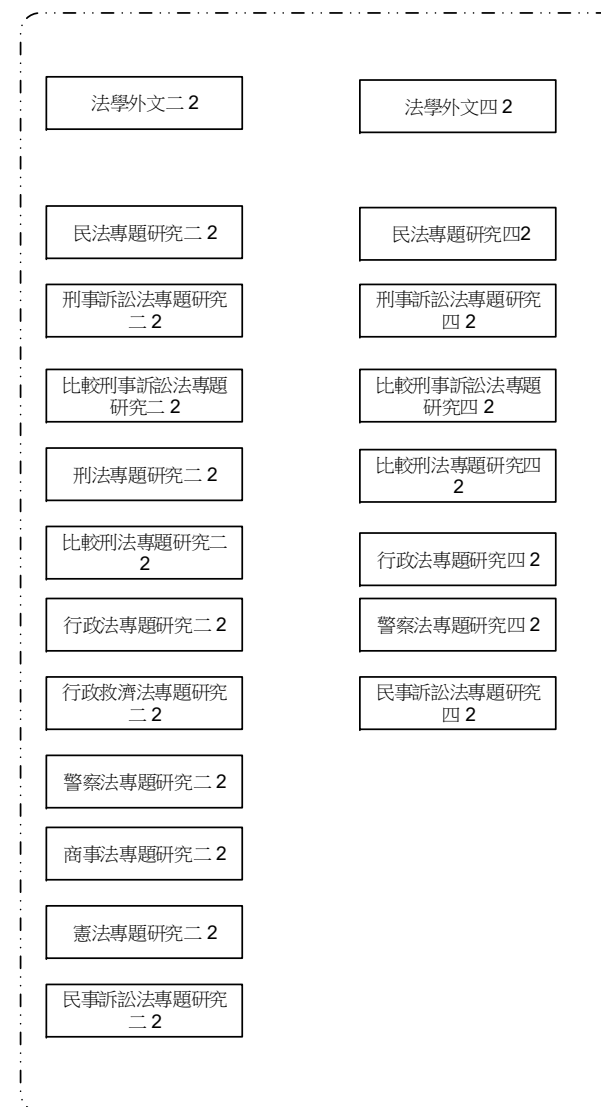 法學外文二 2
民法專題研究二 2
刑事訴訟法專題研究
二 2
比較刑事訴訟法專題
研究二 2
刑法專題研究二 2
比較刑法專題研究二
2
行政法專題研究二 2
行政救濟法專題研究
二 2
警察法專題研究二 2
商事法專題研究二 2
憲法專題研究二 2
民事訴訟法專題研究
二 2
法學外文四 2
民法專題研究四2
刑事訴訟法專題研究
四 2
比較刑事訴訟法專題
研究四 2
比較刑法專題研究四
2
行政法專題研究四 2
警察法專題研究四 2
民事訴訟法專題研究
四 2